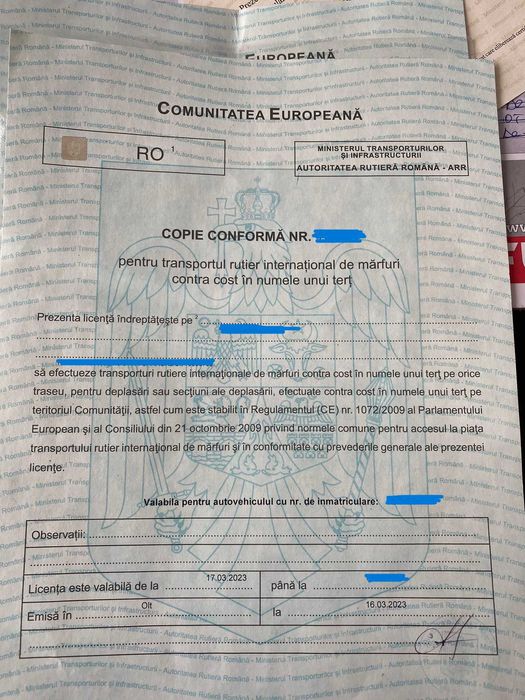 EUROPEANĂ
COMUNITATEA EUROPEANĂ
RO 1
MINISTERUL TRANSPORTURILOR
ȘI INFRASTRUCTURII
AUTORITATEA RUTIERĂ ROMÂNĂ - ARR
COPIE CONFORMĂ NR.
pentru transportul rutier internațional de mărfuri
contra cost în numele unui terț
Prezenta licență îndreptățește pe 2
să efectueze transporturi rutiere internaționale de mărfuri contra cost în numele unui terț pe orice
traseu, pentru deplasări sau secțiuni ale deplasării, efectuate contra cost în numele unui terț pe
teritoriul Comunității, astfel cum este stabilit în Regulamentul (CE) nr. 1072/2009 al Parlamentului
European și al Consiliului din 21 octombrie 2009 privind normele comune pentru accesul la piața
transportului rutier internațional de mărfuri și în conformitate cu prevederile generale ale prezentei
licențe.
Valabila pentru autovehiculul cu nr. de inmatriculare:
Observații:
Licența este valabilă de la 17.03.2023 până la
Emisă în Olt la 16.03.2023
3